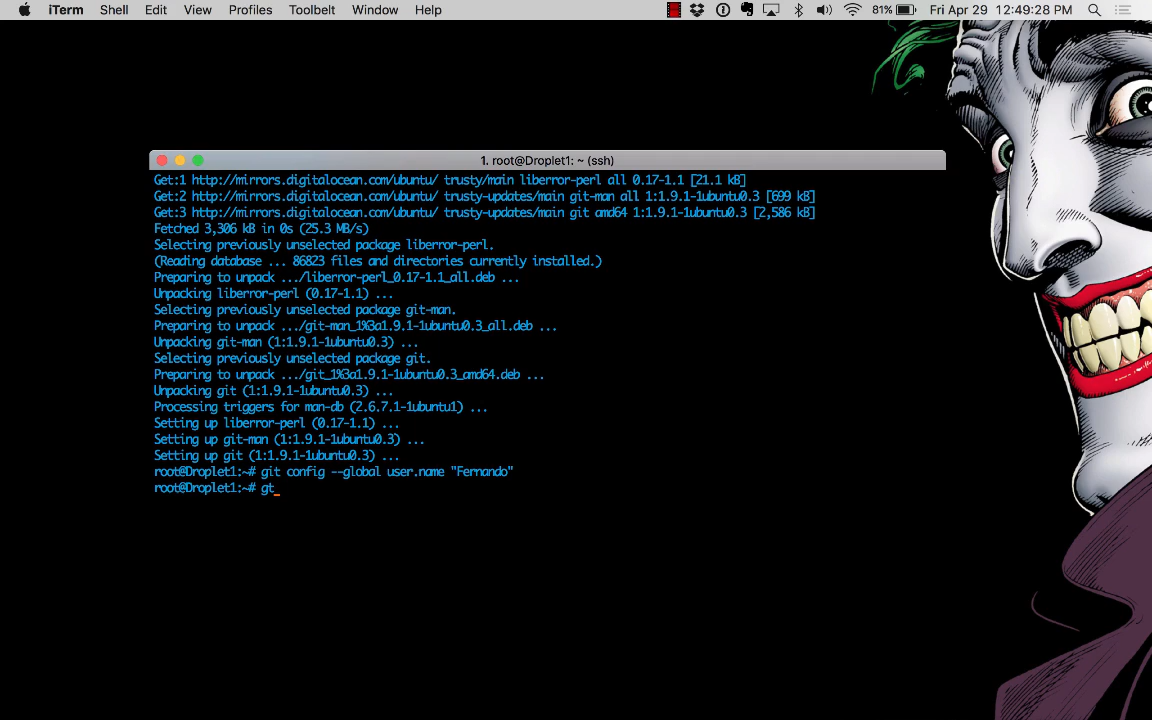 iTerm Shell Edit View Profiles Toolbelt Window Help 81% Fri Apr 29 12:49:28 PM
1. root@Droplet1: ~ (ssh)
Get:1 http://mirrors.digitalocean.com/ubuntu/ trusty/main liberror-perl all 0.17-1.1 [21.1 kB]
Get:2 http://mirrors.digitalocean.com/ubuntu/ trusty-updates/main git-man all 1:1.9.1-1ubuntu0.3 [699 kB]
Get:3 http://mirrors.digitalocean.com/ubuntu/ trusty-updates/main git amd64 1:1.9.1-1ubuntu0.3 [2,586 kB]
Fetched 3,306 kB in 0s (25.3 MB/s)
Selecting previously unselected package liberror-perl.
(Reading database ... 86823 files and directories currently installed.)
Preparing to unpack .../liberror-perl_0.17-1.1_all.deb ...
Unpacking liberror-perl (0.17-1.1) ...
Selecting previously unselected package git-man.
Preparing to unpack .../git-man_1%3a1.9.1-1ubuntu0.3_all.deb ...
Unpacking git-man (1:1.9.1-1ubuntu0.3) ...
Selecting previously unselected package git.
Preparing to unpack .../git_1%3a1.9.1-1ubuntu0.3_amd64.deb ...
Unpacking git (1:1.9.1-1ubuntu0.3) ...
Processing triggers for man-db (2.6.7.1-1ubuntu1) ...
Setting up liberror-perl (0.17-1.1) ...
Setting up git-man (1:1.9.1-1ubuntu0.3) ...
Setting up git (1:1.9.1-1ubuntu0.3) ...
root@Droplet1:~# git config --global user.name "Fernando"
root@Droplet1:~# gt_